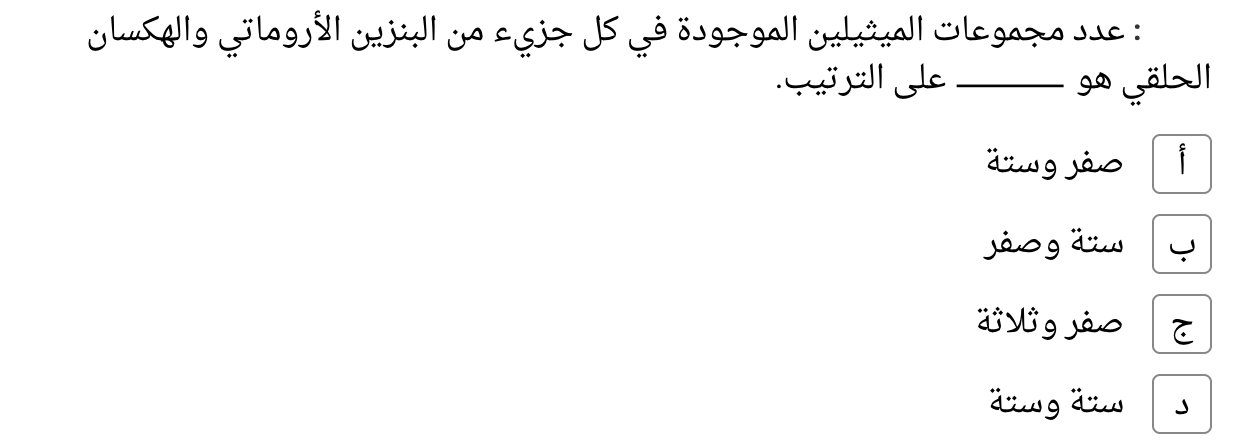 : عدد مجموعات الميثيلين الموجودة في كل جزيء من البنزين الأروماتي والهكسان
الحلقي هو ______ على الترتيب.
أ صفر وستة
ب ستة وصفر
ج صفر وثلاثة
د ستة وستة